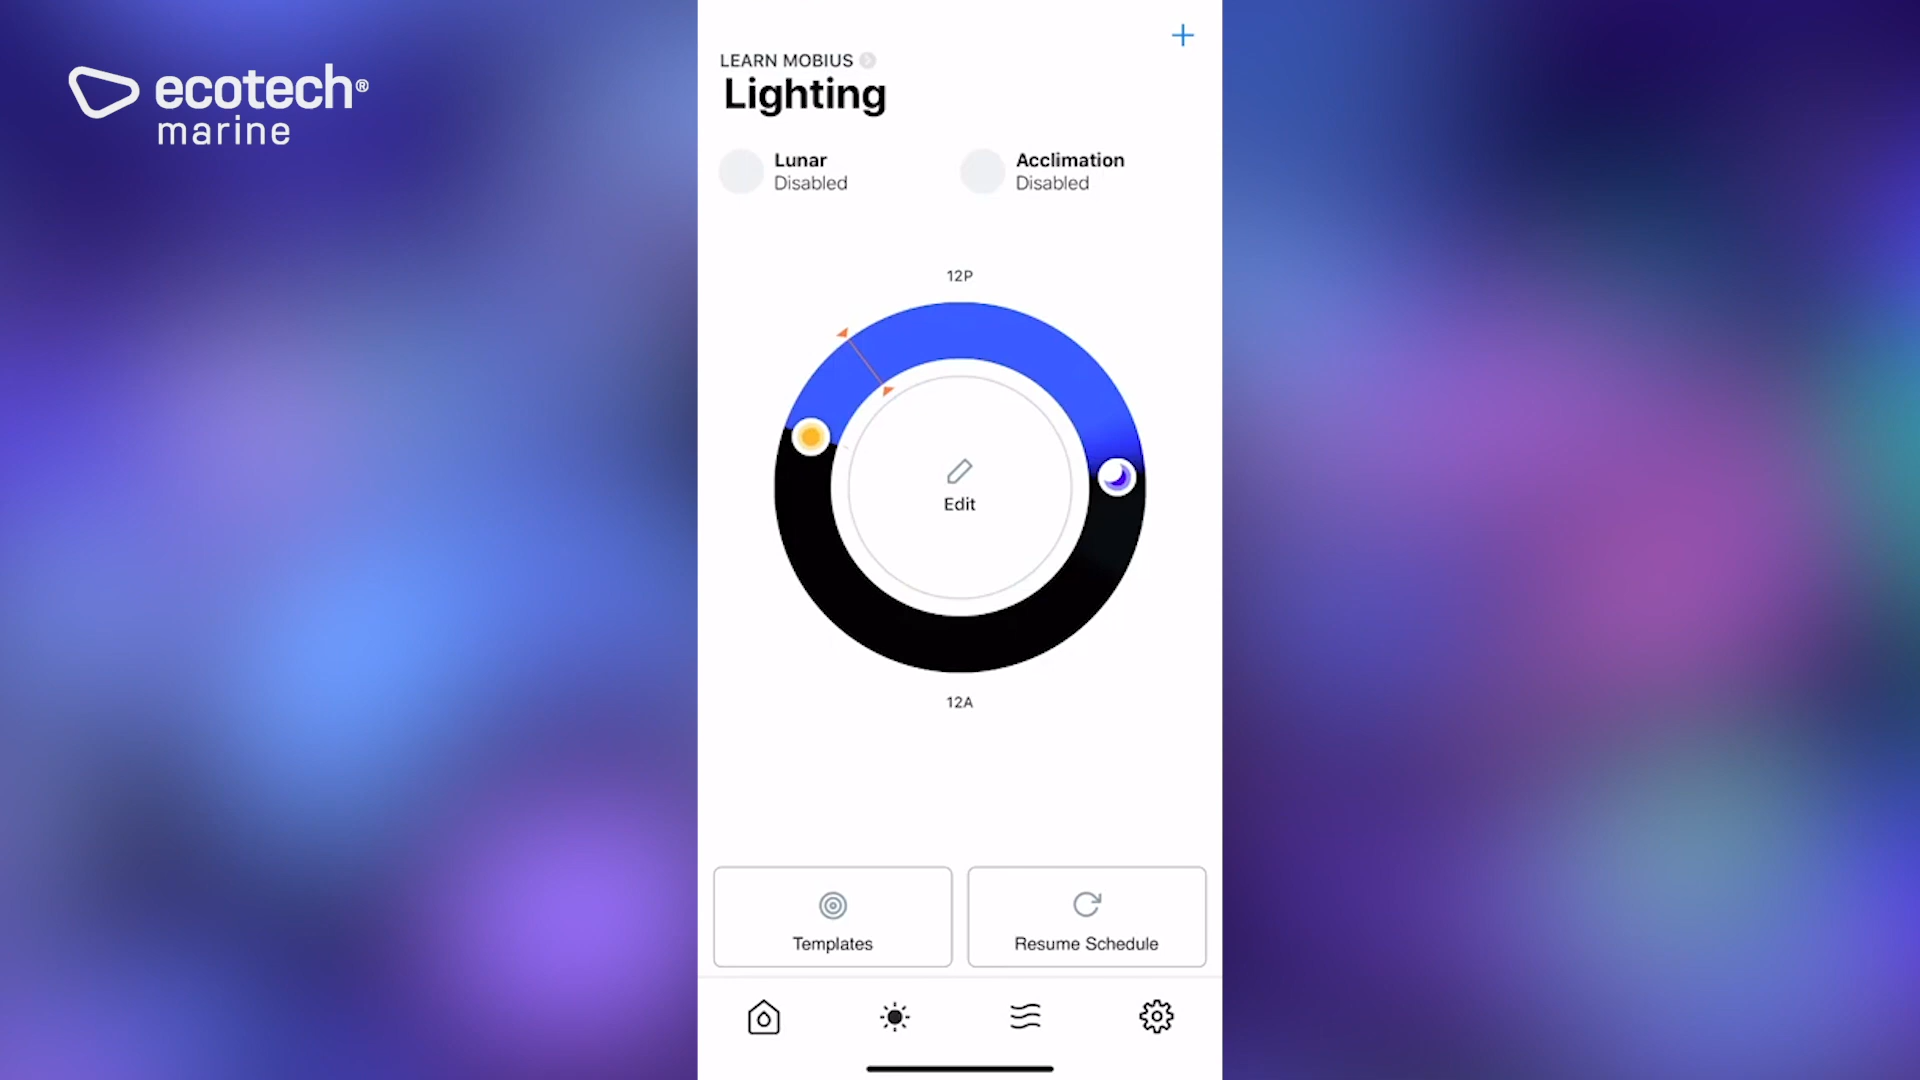 ecotech®
marine
LEARN MOBIUS
Lighting
Lunar
Disabled
Acclimation
Disabled
12P
Edit
12A
Templates
Resume Schedule